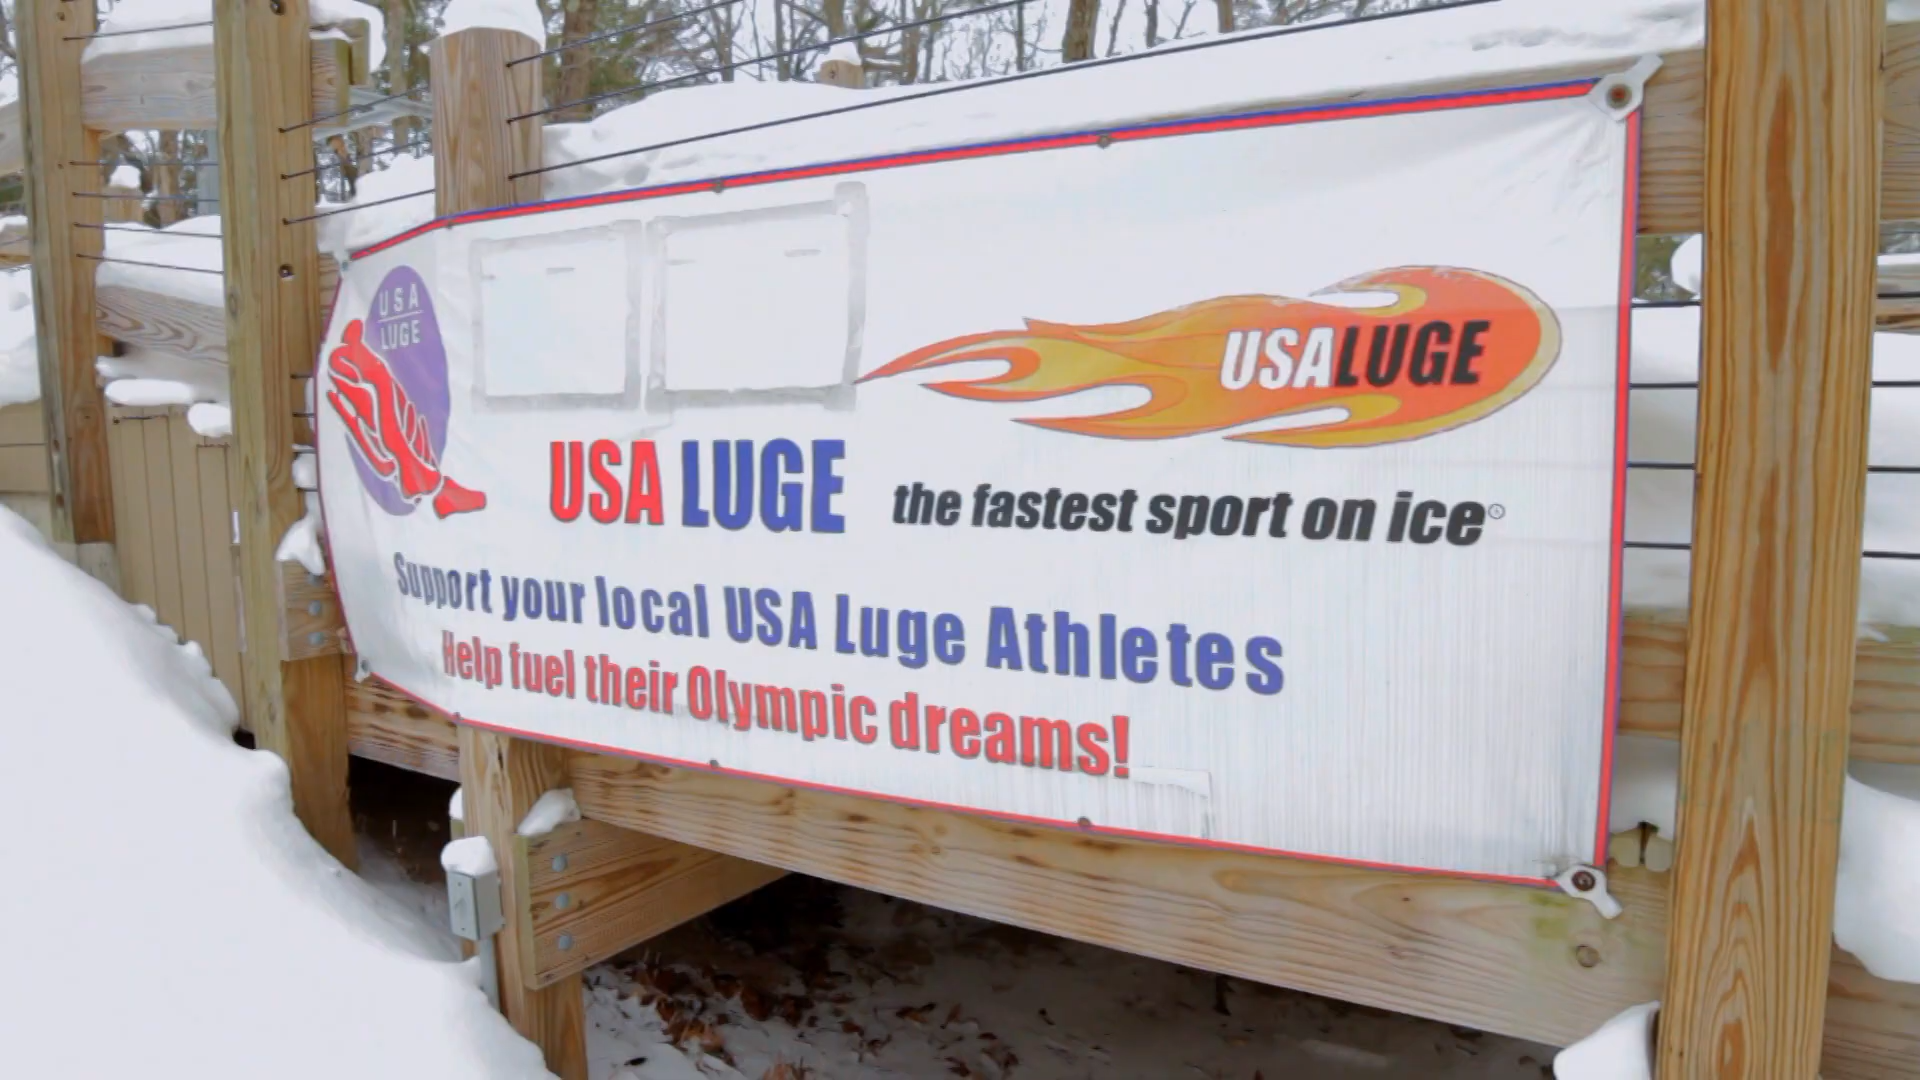 USA
LUGE
USALUGE
USA LUGE the fastest sport on ice®
Support your local USA Luge Athletes
Help fuel their Olympic dreams!